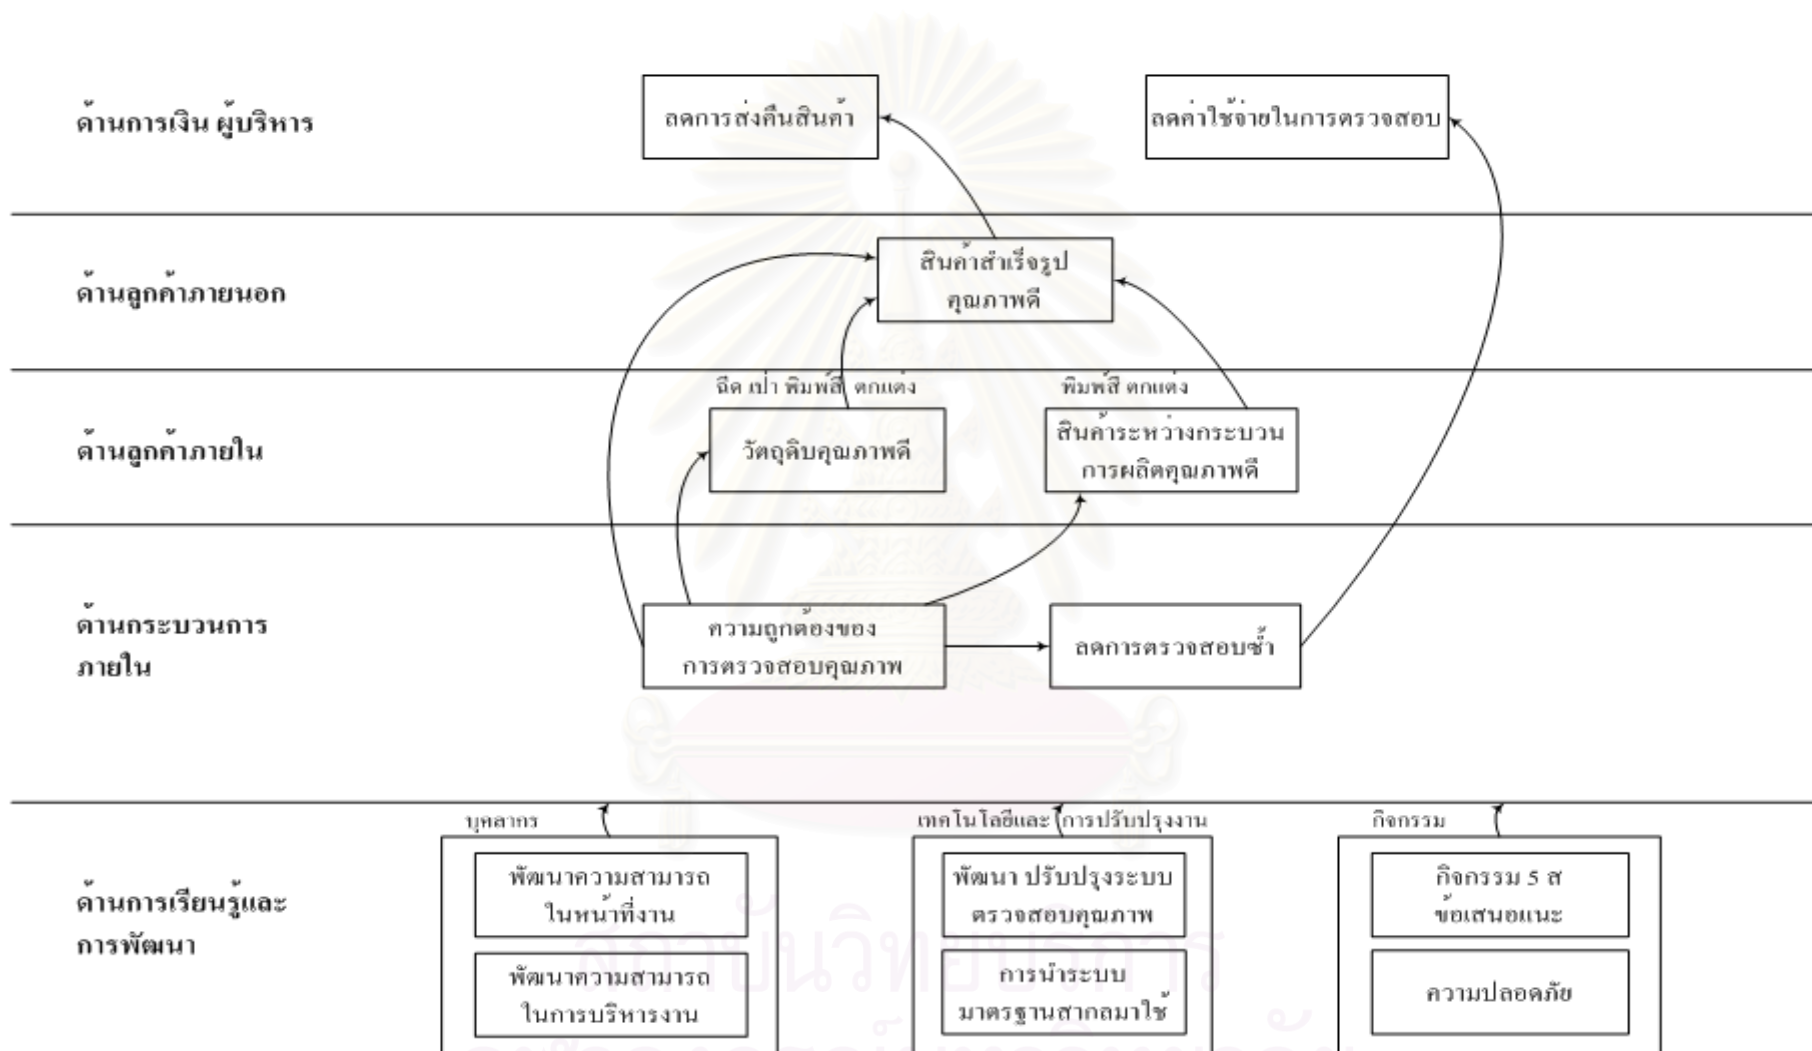 ด้านการเงิน ผู้บริหาร
ลดการส่งคืนสินค้า
ลดค่าใช้จ่ายในการตรวจสอบ
ด้านลูกค้าภายนอก
สินค้าสำเร็จรูป
คุณภาพดี
ด้านลูกค้าภายใน
ฉีด เป่า พิมพ์สี ตกแต่ง
วัตถุดิบคุณภาพดี
พิมพ์สี ตกแต่ง
สินค้าระหว่างกระบวน
การผลิตคุณภาพดี
ด้านกระบวนการ
ภายใน
ความถูกต้องของ
การตรวจสอบคุณภาพ
ลดการตรวจสอบซ้ำ
ด้านการเรียนรู้และ
การพัฒนา
บุคลากร
พัฒนาความสามารถ
ในหน้าที่งาน
พัฒนาความสามารถ
ในการบริหารงาน
เทคโนโลยีและ การปรับปรุงงาน
พัฒนา ปรับปรุงระบบ
ตรวจสอบคุณภาพ
การนำระบบ
มาตรฐานสากลมาใช้
กิจกรรม
กิจกรรม 5 ส
ข้อเสนอแนะ
ความปลอดภัย
สถาบันวิทยบริการ